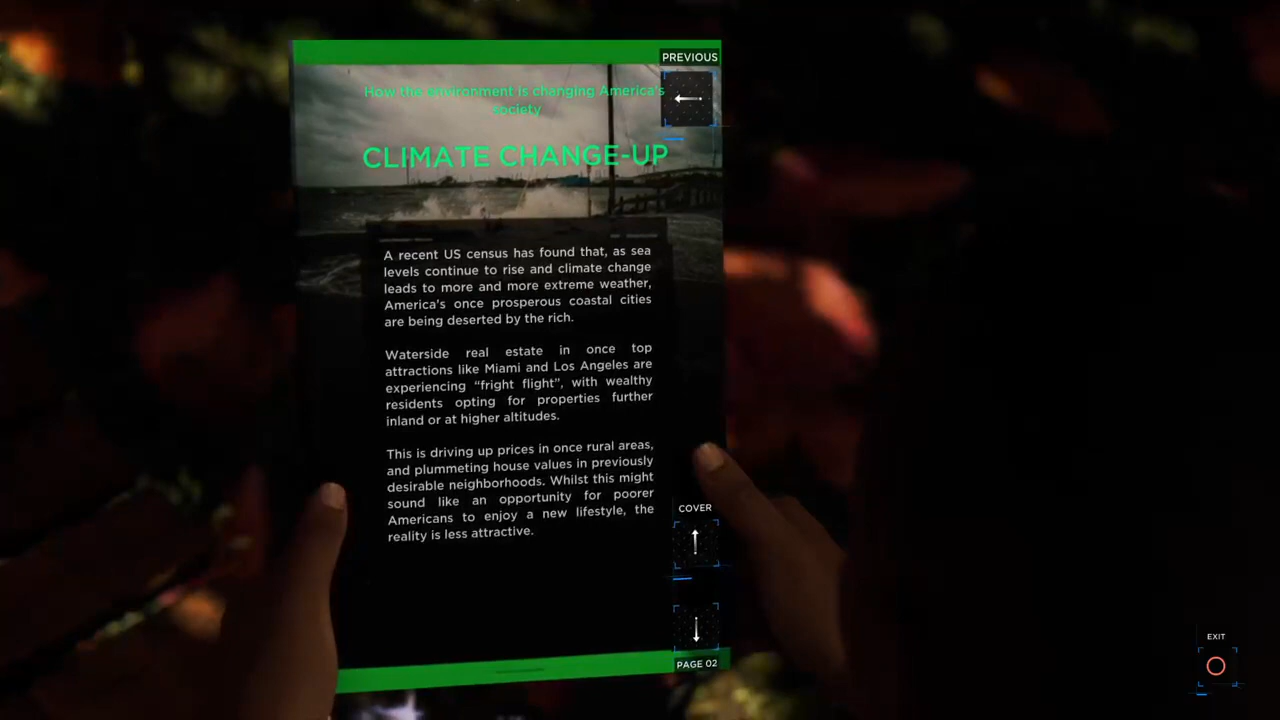 PREVIOUS
How the environment is changing America's
society
CLIMATE CHANGE-UP
A recent US census has found that, as sea
levels continue to rise and climate change
leads to more and more extreme weather,
America's once prosperous coastal cities
are being deserted by the rich.
Waterside real estate in once top
attractions like Miami and Los Angeles are
experiencing “fright flight”, with wealthy
residents opting for properties further
inland or at higher altitudes.
This is driving up prices in once rural areas,
and plummeting house values in previously
desirable neighborhoods. Whilst this might
sound like an opportunity for poorer
Americans to enjoy a new lifestyle, the
reality is less attractive.
COVER
PAGE 02
EXIT